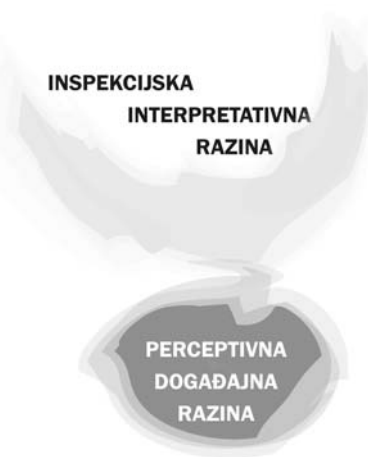 INSPEKCIJSKA
INTERPRETATIVNA
RAZINA
PERCEPTIVNA
DOGAĐAJNA
RAZINA